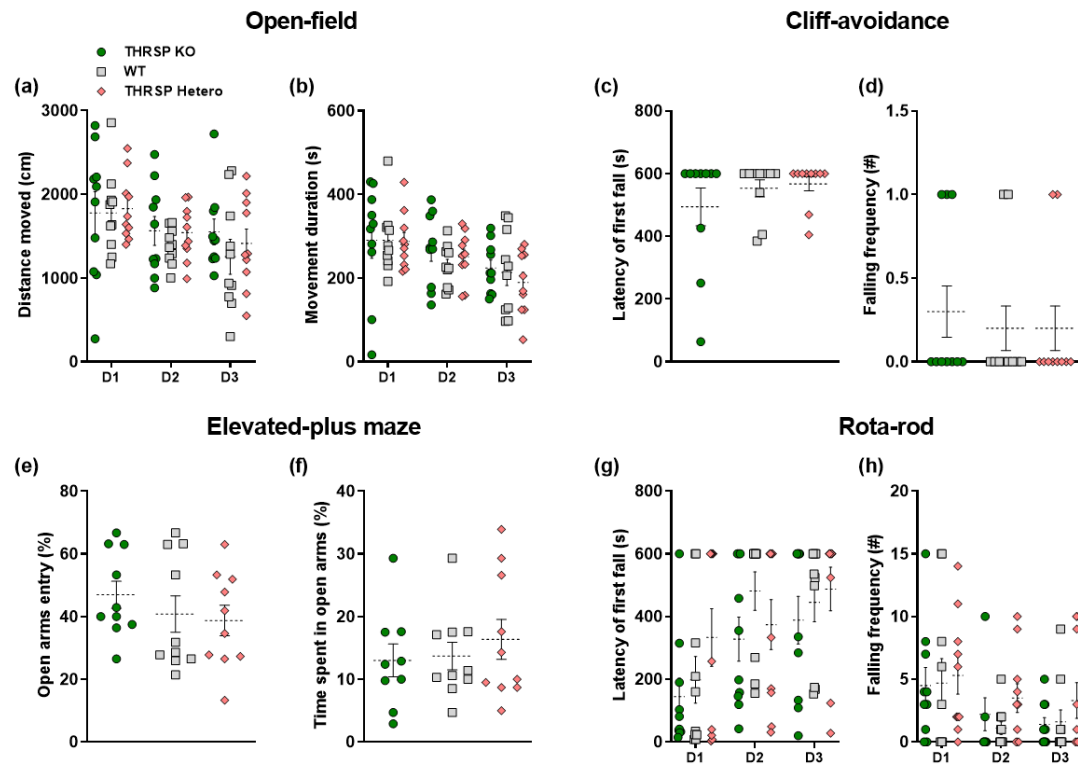 Open-field
Cliff-avoidance
THRSP KO
WT
THRSP Hetero
(a)
(b)
(c)
(d)
Distance moved (cm)
3000
2000
1000
0
D1
D2
D3
Movement duration (s)
600
400
200
0
D1
D2
D3
Latency of first fall (s)
800
600
400
200
0
Falling frequency (#)
1.5
1.0
0.5
0.0
Elevated-plus maze
Rota-rod
(e)
(f)
(g)
(h)
Open arms entry (%)
80
60
40
20
0
Time spent in open arms (%)
40
30
20
10
0
Latency of first fall (s)
800
600
400
200
0
D1
D2
D3
Falling frequency (#)
20
15
10
5
0
D1
D2
D3